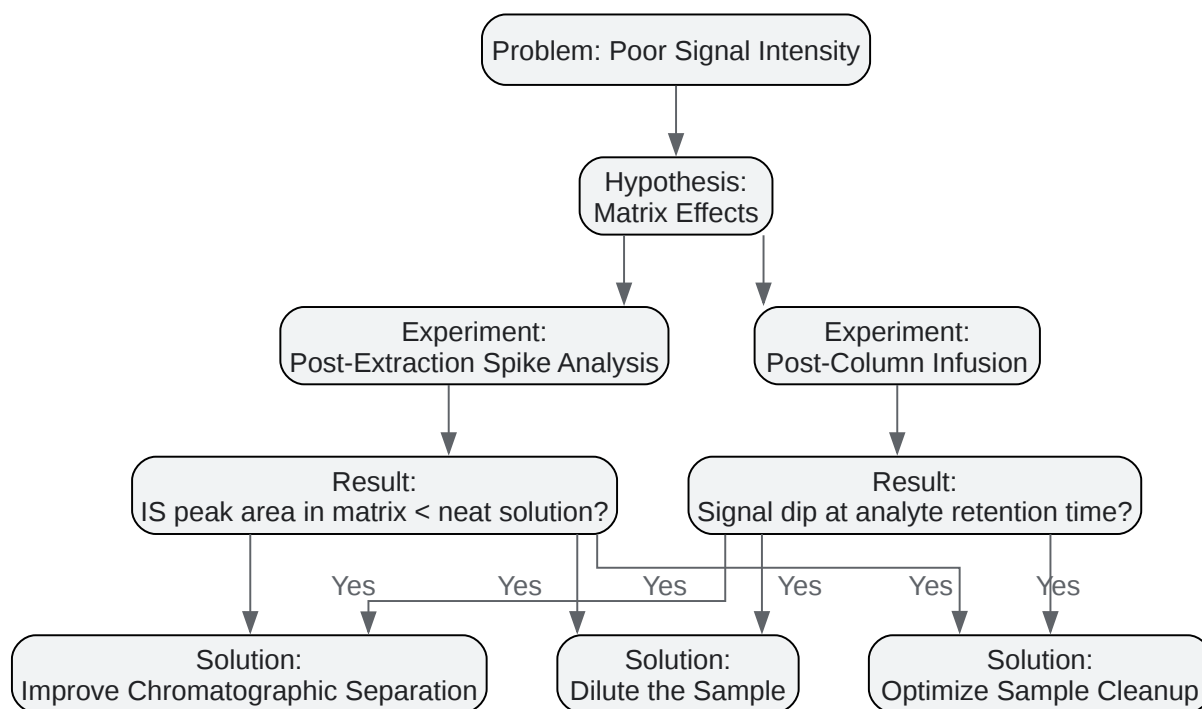 Problem: Poor Signal Intensity
Hypothesis:
Matrix Effects
Experiment:
Post-Extraction Spike Analysis
Experiment:
Post-Column Infusion
Result:
IS peak area in matrix < neat solution?
Result:
Signal dip at analyte retention time?
Yes
Yes
Yes
Yes
Yes
Yes
Solution:
Improve Chromatographic Separation
Solution:
Dilute the Sample
Solution:
Optimize Sample Cleanup